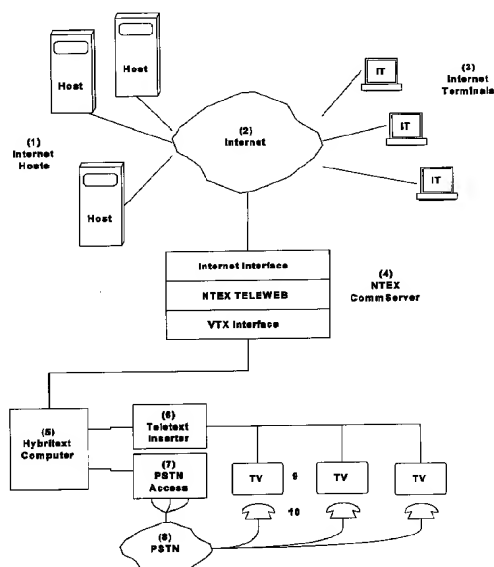 Host
Host
(1)
Internet
Hosts
Host
(2)
Internet
IT
IT
IT
(3)
Internet
Terminals
Internet Interface
NTEX TELEWEB
VTX Interface
(4)
NTEX
CommServer
(5)
Hybritext
Computer
(6)
Teletext
Inserter
(7)
PSTN
Access
(8)
PSTN
TV
9
TV
TV
10